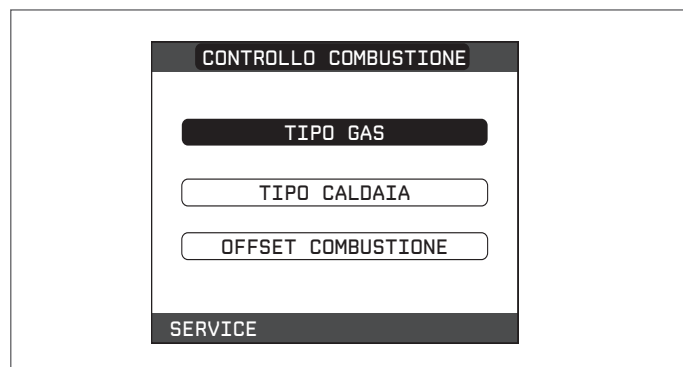 CONTROLLO COMBUSTIONE
TIPO GAS
TIPO CALDAIA
OFFSET COMBUSTIONE
SERVICE